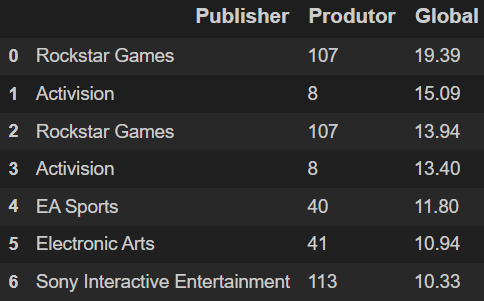 Publisher Produtor Global
0 Rockstar Games 107 19.39
1 Activision 8 15.09
2 Rockstar Games 107 13.94
3 Activision 8 13.40
4 EA Sports 40 11.80
5 Electronic Arts 41 10.94
6 Sony Interactive Entertainment 113 10.33